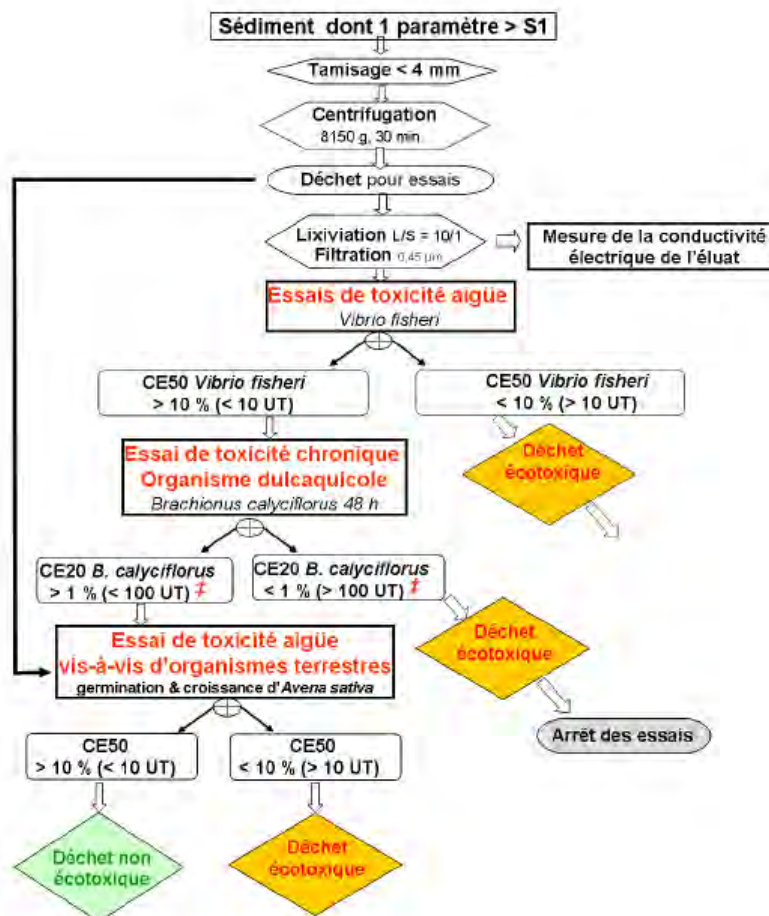 Sédiment dont 1 paramètre > S1
Tamisage < 4 mm
Centrifugation
8150 g, 30 min
Déchet pour essais
Lixiviation L/S = 10/1
Filtration 0,45 µm
Mesure de la conductivité
électrique de l'éluat
Essais de toxicité aigüe
Vibrio fisheri
CE50 Vibrio fisheri
> 10 % (< 10 UT)
CE50 Vibrio fisheri
< 10 % (> 10 UT)
Déchet
écotoxique
Essai de toxicité chronique
Organisme dulcaquicole
Brachionus calyciflorus 48 h
CE20 B. calyciflorus
> 1 % (< 100 UT) ‡
CE20 B. calyciflorus
< 1 % (> 100 UT) ‡
Déchet
écotoxique
Essai de toxicité aigüe
vis-à-vis d'organismes terrestres
germination & croissance d'Avena sativa
Arrêt des essais
CE50
> 10 % (< 10 UT)
CE50
< 10 % (> 10 UT)
Déchet non
écotoxique
Déchet
écotoxique